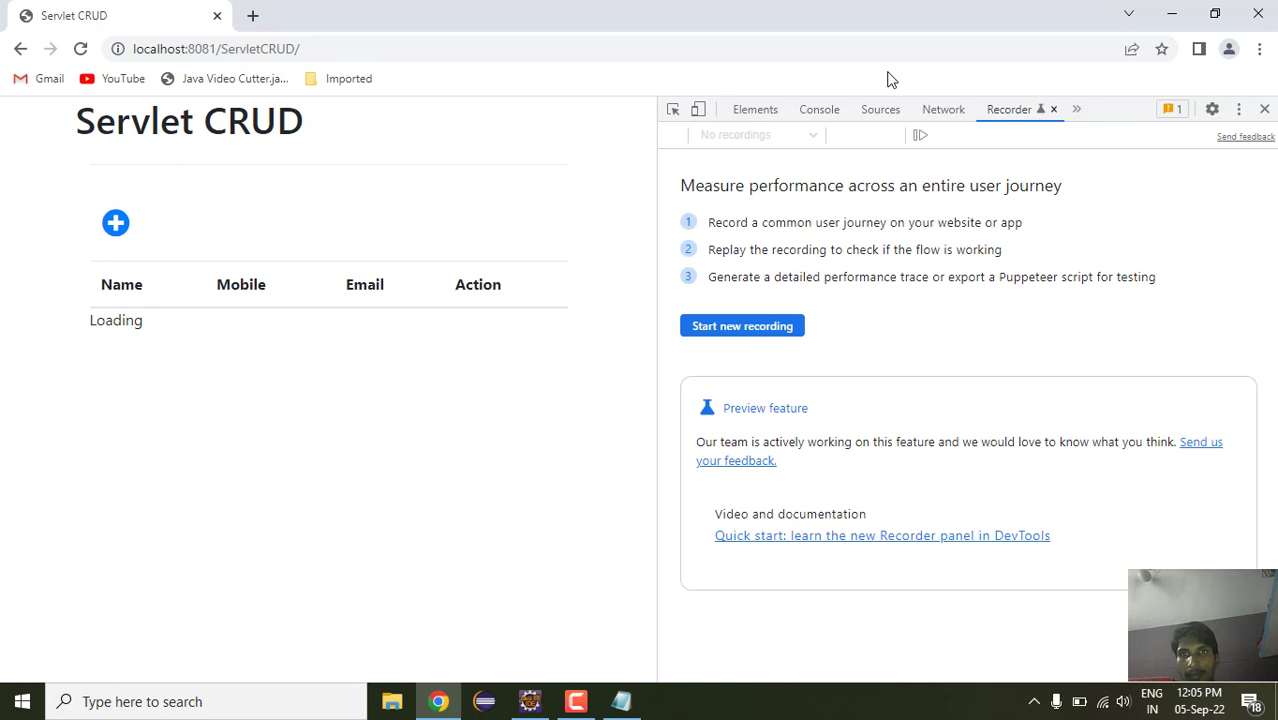 Servlet CRUD
localhost:8081/ServletCRUD/
Gmail YouTube Java Video Cutter.ja... Imported
Servlet CRUD
Name Mobile Email Action
Loading
Elements Console Sources Network Recorder 1
No recordings Send feedback
Measure performance across an entire user journey
1 Record a common user journey on your website or app
2 Replay the recording to check if the flow is working
3 Generate a detailed performance trace or export a Puppeteer script for testing
Start new recording
Preview feature
Our team is actively working on this feature and we would love to know what you think. Send us
your feedback.
Video and documentation
Quick start: learn the new Recorder panel in DevTools
Type here to search
ENG
IN
12:05 PM
05-Sep-22
18